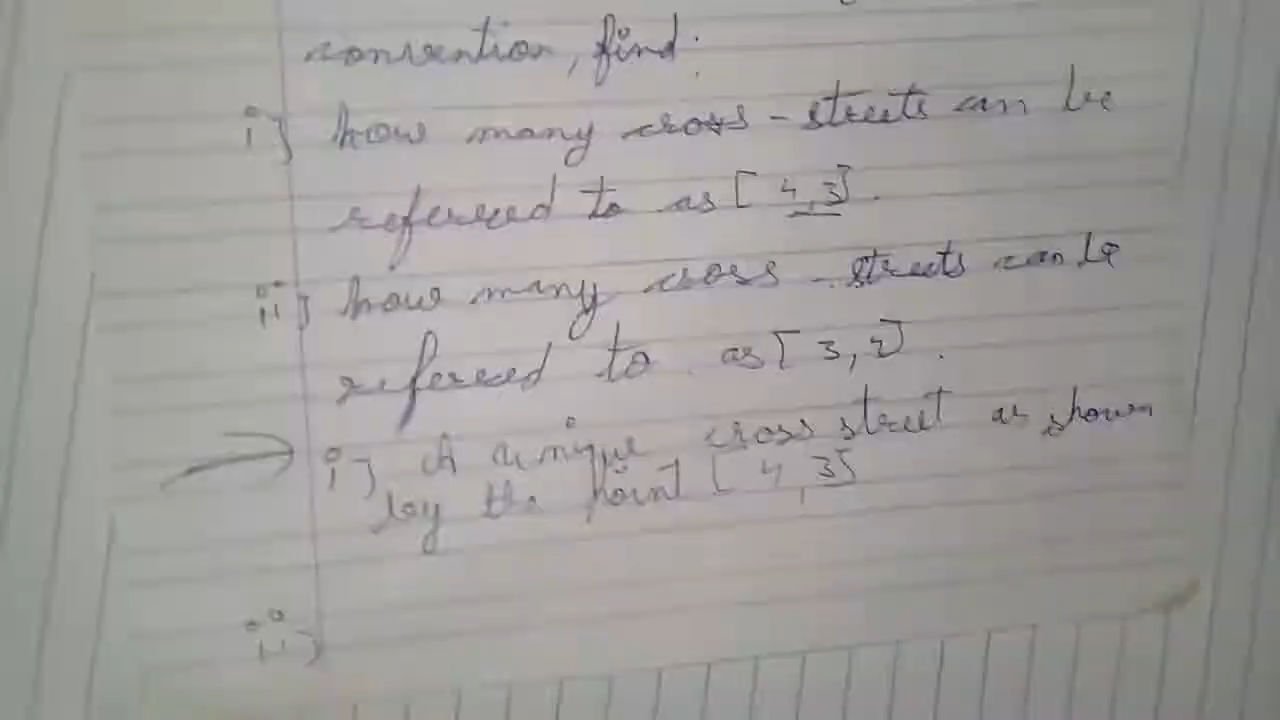 convention, find.
i) how many cross-streets can be
referred to as [4,3].
ii) how many cross-streets can be
referred to as [3,2].
i) A unique cross street as shown
by the point [4,3]
ii)